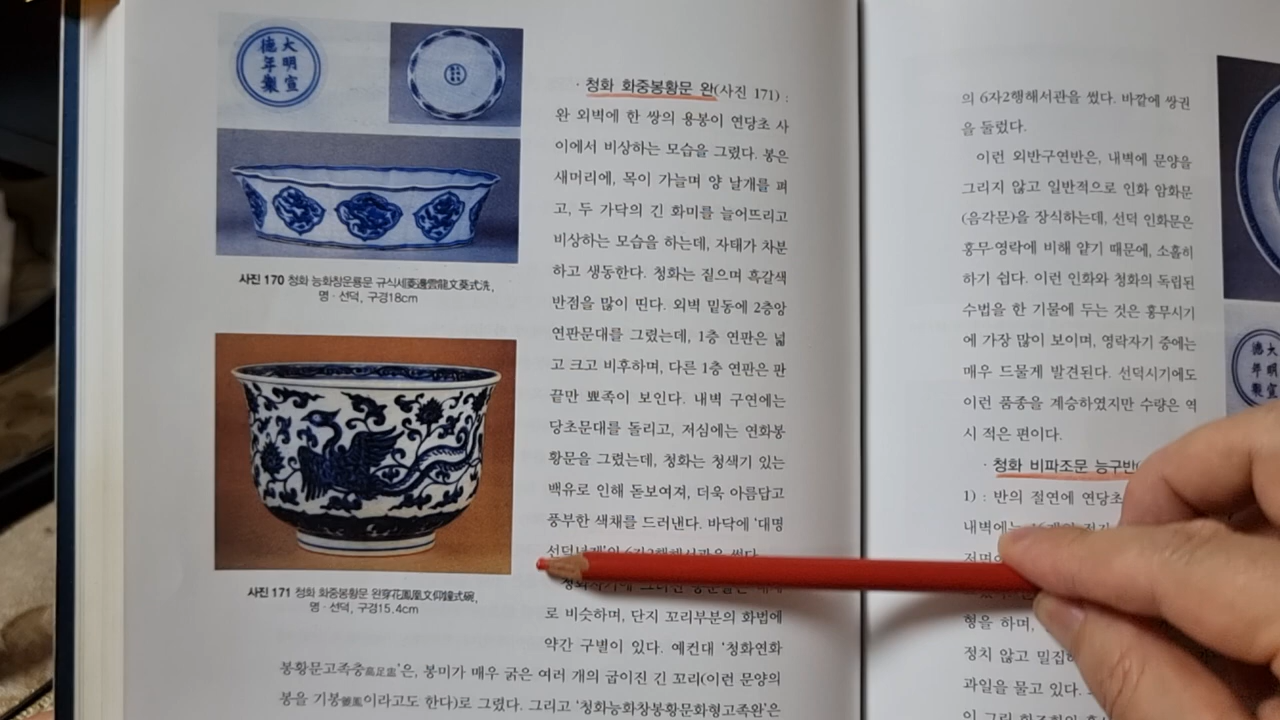 大明宣
德年製
사진 170 청화 능화창운룡문 규식세菱邊雲龍文葵式洗,
명 · 선덕, 구경18cm
사진 171 청화 화중봉황문 완穿花鳳凰文仰鐘式碗,
명 · 선덕, 구경15.4cm
· 청화 화중봉황문 완(사진 171) :
완 외벽에 한 쌍의 용봉이 연당초 사
이에서 비상하는 모습을 그렸다. 봉은
새머리에, 목이 가늘며 양 날개를 펴
고, 두 가닥의 긴 화미를 늘어뜨리고
비상하는 모습을 하는데, 자태가 차분
하고 생동한다. 청화는 짙으며 흑갈색
반점을 많이 띤다. 외벽 밑동에 2층앙
연판문대를 그렸는데, 1층 연판은 넓
고 크고 비후하며, 다른 1층 연판은 판
끝만 뾰족이 보인다. 내벽 구연에는
당초문대를 돌리고, 저심에는 연화봉
황문을 그렸는데, 청화는 청색기 있는
백유로 인해 돋보여져, 더욱 아름답고
풍부한 색채를 드러낸다. 바닥에 '대명
선덕년제'의 6자2행해서관을 썼다.
로 비슷하며, 단지 꼬리부분의 화법에
약간 구별이 있다. 예컨대 '청화연화
봉황문고족충高足盅'은, 봉미가 매우 굵은 여러 개의 굽이진 긴 꼬리(이런 문양의
봉을 기봉夔鳳이라고도 한다)로 그렸다. 그리고 '청화능화창봉황문화형고족완'은
의 6자2행해서관을 썼다. 바깥에 쌍권
을 둘렀다.
이런 외반구연반은, 내벽에 문양을
그리지 않고 일반적으로 인화 암화문
(음각문)을 장식하는데, 선덕 인화문은
홍무·영락에 비해 얕기 때문에, 소홀히
하기 쉽다. 이런 인화와 청화의 독립된
수법을 한 기물에 두는 것은 홍무시기
에 가장 많이 보이며, 영락자기 중에는
매우 드물게 발견된다. 선덕시기에도
이런 품종을 계승하였지만 수량은 역
시 적은 편이다.
· 청화 비파조문 능구반(
1) : 반의 절연에 연당초
내벽에는
형을 하며,
정치 않고 밀집
과일을 물고 있다.